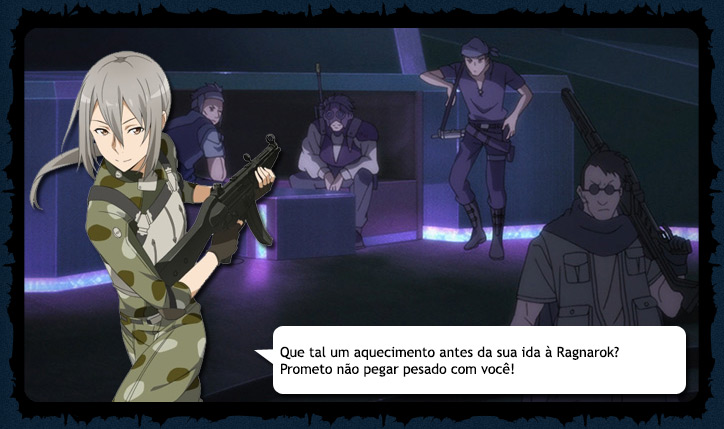 Que tal um aquecimento antes da sua ida à Ragnarok?
Prometo não pegar pesado com você!